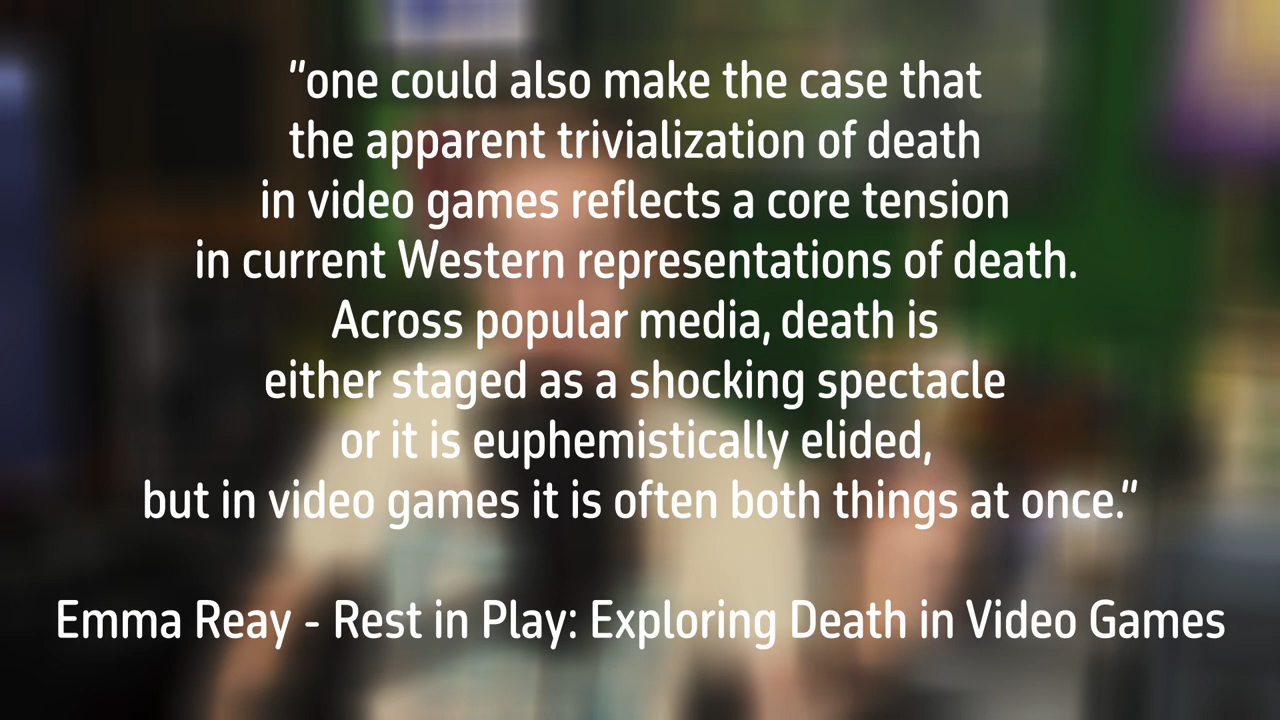 "one could also make the case that
the apparent trivialization of death
in video games reflects a core tension
in current Western representations of death.
Across popular media, death is
either staged as a shocking spectacle
or it is euphemistically elided,
but in video games it is often both things at once."
Emma Reay - Rest in Play: Exploring Death in Video Games